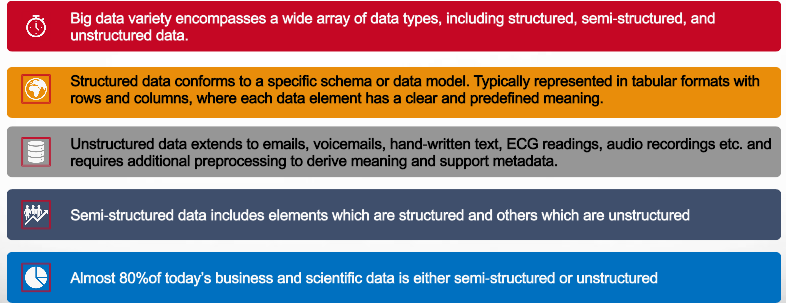 Big data variety encompasses a wide array of data types, including structured, semi-structured, and
unstructured data.
Structured data conforms to a specific schema or data model. Typically represented in tabular formats with
rows and columns, where each data element has a clear and predefined meaning.
Unstructured data extends to emails, voicemails, hand-written text, ECG readings, audio recordings etc. and
requires additional preprocessing to derive meaning and support metadata.
Semi-structured data includes elements which are structured and others which are unstructured
Almost 80%of today's business and scientific data is either semi-structured or unstructured